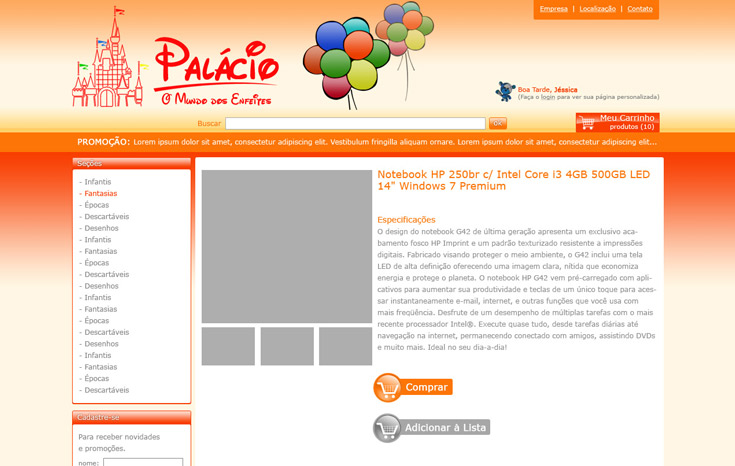 Empresa | Localização | Contato
Palácio
O Mundo dos Enfeites
Boa Tarde, Jéssica
(Faça o login para ver sua página personalizada)
Buscar
OK
Meu Carrinho
produtos (10)
PROMOÇÃO: Lorem ipsum dolor sit amet, consectetur adipiscing elit. Vestibulum fringilla aliquam ornare. Lorem ipsum dolor sit amet, consectetur adipiscing elit...
Seções
- Infantis
- Fantasias
- Épocas
- Descartáveis
- Desenhos
- Infantis
- Fantasias
- Épocas
- Descartáveis
- Desenhos
- Infantis
- Fantasias
- Épocas
- Descartáveis
- Desenhos
- Infantis
- Fantasias
- Épocas
- Descartáveis
Cadastre-se
Para receber novidades
e promoções.
nome:
Notebook HP 250br c/ Intel Core i3 4GB 500GB LED
14" Windows 7 Premium
Especificações
O design do notebook G42 de última geração apresenta um exclusivo aca-
bamento fosco HP Imprint e um padrão texturizado resistente a impressões
digitais. Fabricado visando proteger o meio ambiente, o G42 inclui uma tela
LED de alta definição oferecendo uma imagem clara, nítida que economiza
energia e protege o planeta. O notebook HP G42 vem pré-carregado com apli-
cativos para aumentar sua produtividade e teclas de um único toque para aces-
sar instantaneamente e-mail, internet, e outras funções que você usa com
mais freqüência. Desfrute de um desempenho de múltiplas tarefas com o mais
recente processador Intel®. Execute quase tudo, desde tarefas diárias até
navegação na internet, permanecendo conectado com amigos, assistindo DVDs
e muito mais. Ideal no seu dia-a-dia!
Comprar
Adicionar à Lista